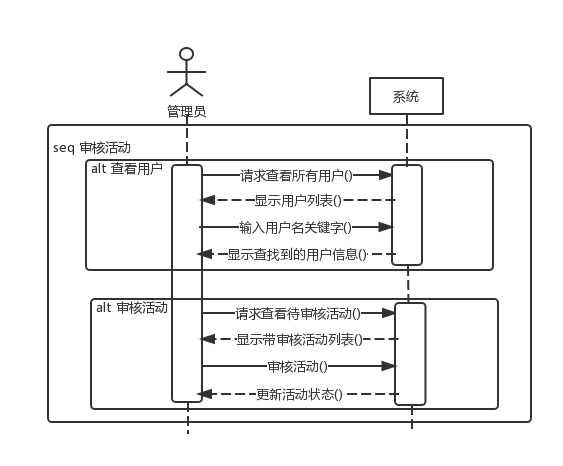 管理员
系统
seq 审核活动
alt 查看用户
请求查看所有用户()
显示用户列表()
输入用户名关键字()
显示查找到的用户信息()
alt 审核活动
请求查看待审核活动()
显示带审核活动列表()
审核活动()
更新活动状态()